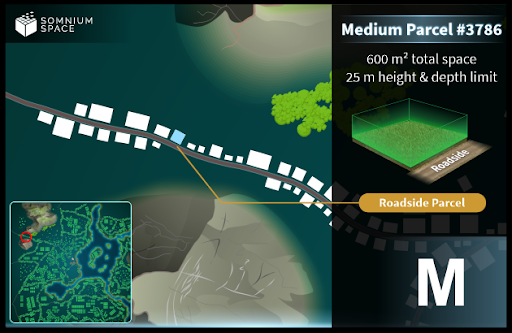 SOMNIUM
SPACE
Medium Parcel #3786
600 m² total space
25 m height & depth limit
Roadside
Roadside Parcel
M